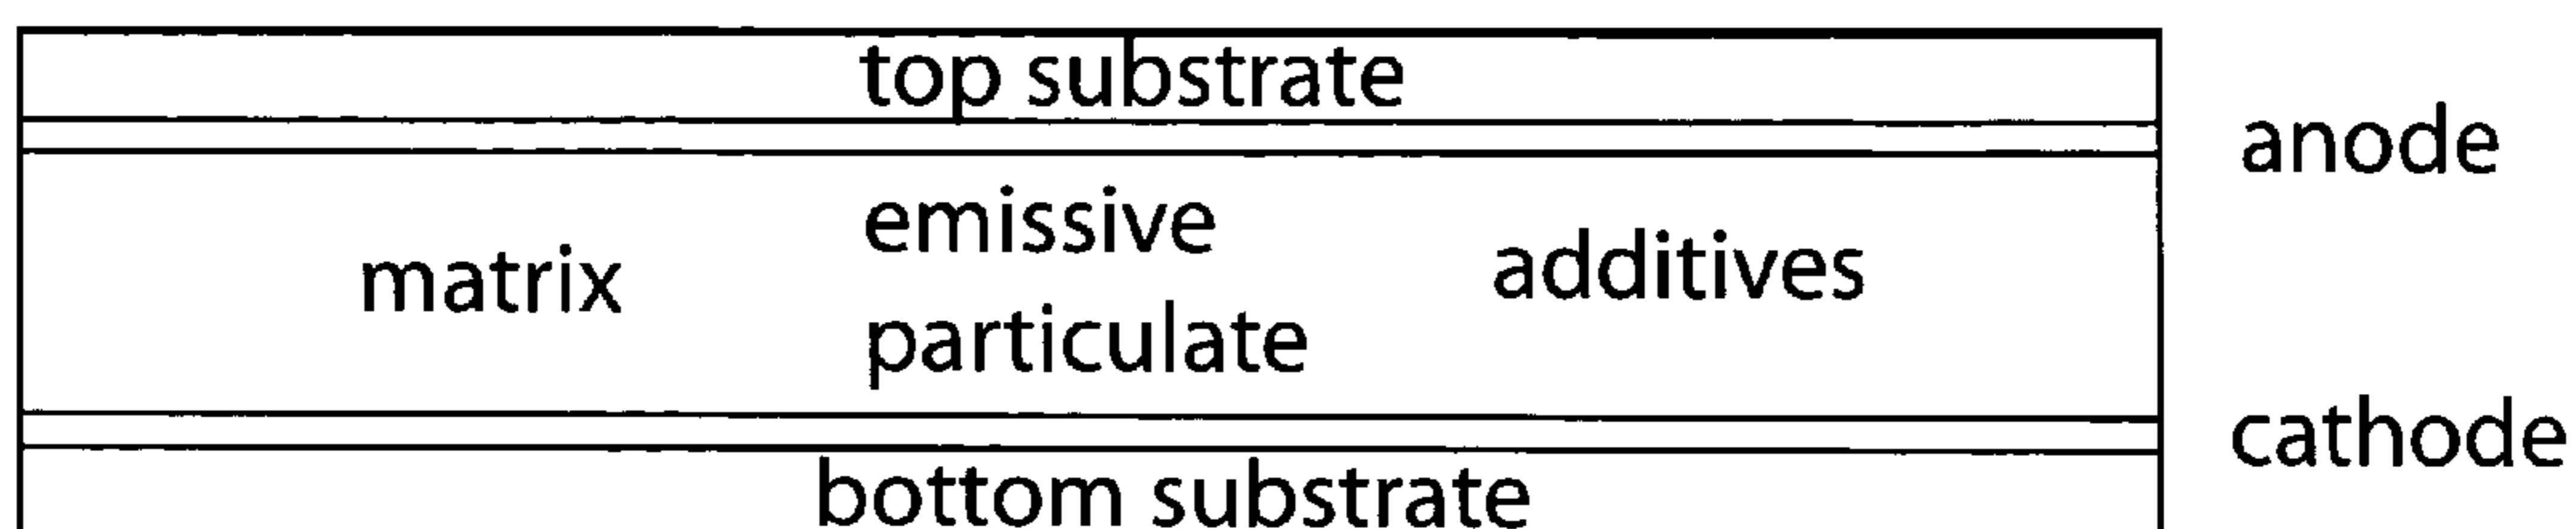 top substrate
anode
emissive
matrix
additives
particulate
cathode
bottom substrate